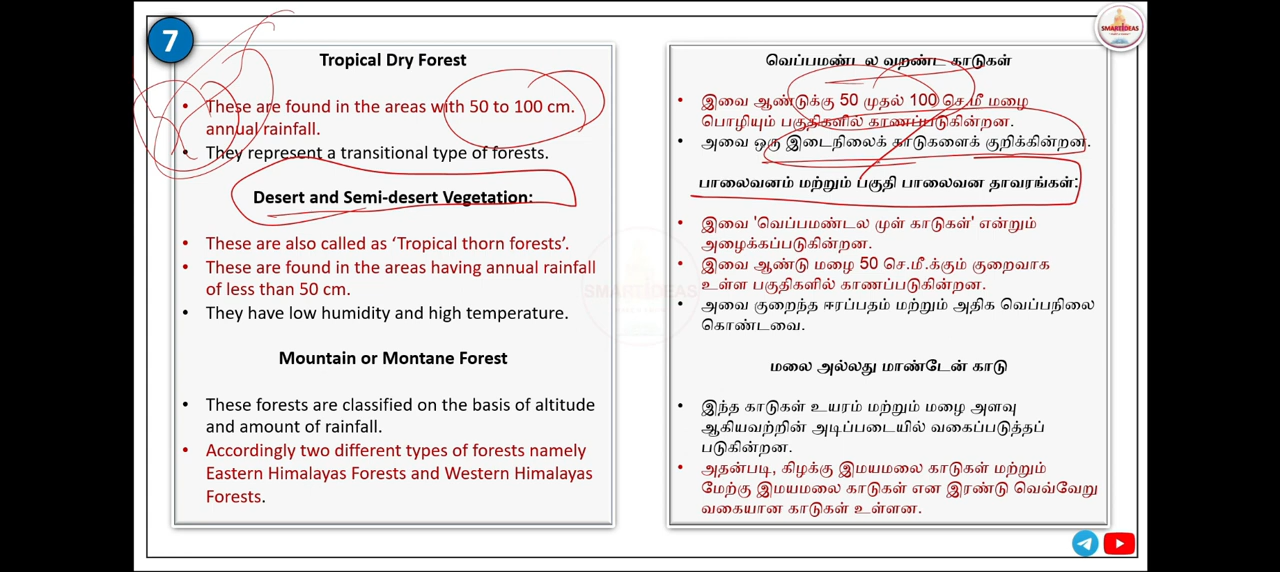 7
SMART IDEAS
Tropical Dry Forest
• These are found in the areas with 50 to 100 cm.
annual rainfall.
• They represent a transitional type of forests.
Desert and Semi-desert Vegetation:
• These are also called as ‘Tropical thorn forests’.
• These are found in the areas having annual rainfall
of less than 50 cm.
• They have low humidity and high temperature.
Mountain or Montane Forest
• These forests are classified on the basis of altitude
and amount of rainfall.
• Accordingly two different types of forests namely
Eastern Himalayas Forests and Western Himalayas
Forests.
வெப்பமண்டல வறண்ட காடுகள்
• இவை ஆண்டுக்கு 50 முதல் 100 செ.மீ மழை
பொழியும் பகுதிகளில் காணப்படுகின்றன.
• அவை ஒரு இடைநிலைக் காடுகளைக் குறிக்கின்றன.
பாலைவனம் மற்றும் பகுதி பாலைவன தாவரங்கள்:
• இவை 'வெப்பமண்டல முள் காடுகள்' என்றும்
அழைக்கப்படுகின்றன.
• இவை ஆண்டு மழை 50 செ.மீ.க்கும் குறைவாக
உள்ள பகுதிகளில் காணப்படுகின்றன.
• அவை குறைந்த ஈரப்பதம் மற்றும் அதிக வெப்பநிலை
கொண்டவை.
மலை அல்லது மாண்டேன் காடு
• இந்த காடுகள் உயரம் மற்றும் மழை அளவு
ஆகியவற்றின் அடிப்படையில் வகைப்படுத்தப்
படுகின்றன.
• அதன்படி, கிழக்கு இமயமலை காடுகள் மற்றும்
மேற்கு இமயமலை காடுகள் என இரண்டு வெவ்வேறு
வகையான காடுகள் உள்ளன.
SMART IDEAS